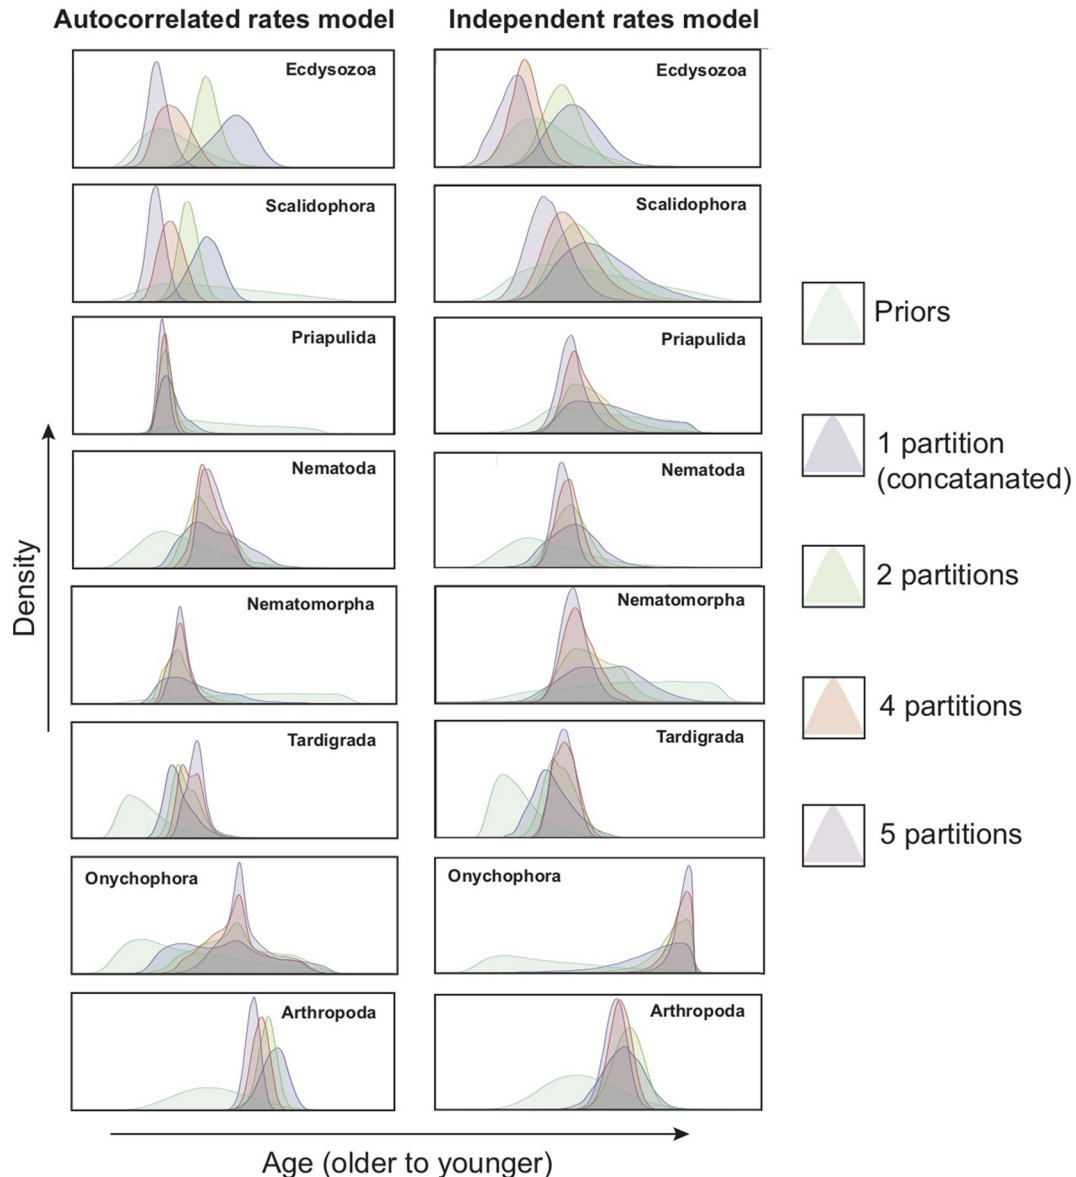 Autocorrelated rates model
Independent rates model
Ecdysozoa
Ecdysozoa
Scalidophora
Scalidophora
Priapulida
Priapulida
Nematoda
Nematoda
Nematomorpha
Nematomorpha
Tardigrada
Tardigrada
Onychophora
Onychophora
Arthropoda
Arthropoda
Density
Age (older to younger)
Priors
1 partition
(concatanated)
2 partitions
4 partitions
5 partitions